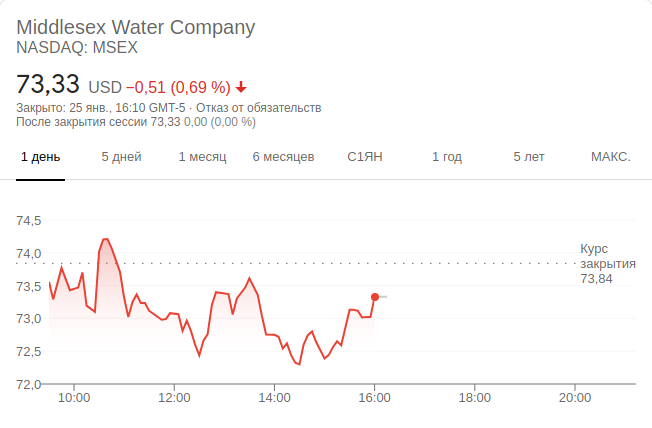 Middlesex Water Company
NASDAQ: MSEX
73,33 USD −0,51 (0,69 %)
Закрыто: 25 янв., 16:10 GMT-5 · Отказ от обязательств
После закрытия сессии 73,33 0,00 (0,00 %)
1 день 5 дней 1 месяц 6 месяцев С1ЯН 1 год 5 лет МАКС.
74,5
74,0
73,5
73,0
72,5
72,0
Курс
закрытия
73,84
10:00 12:00 14:00 16:00 18:00 20:00